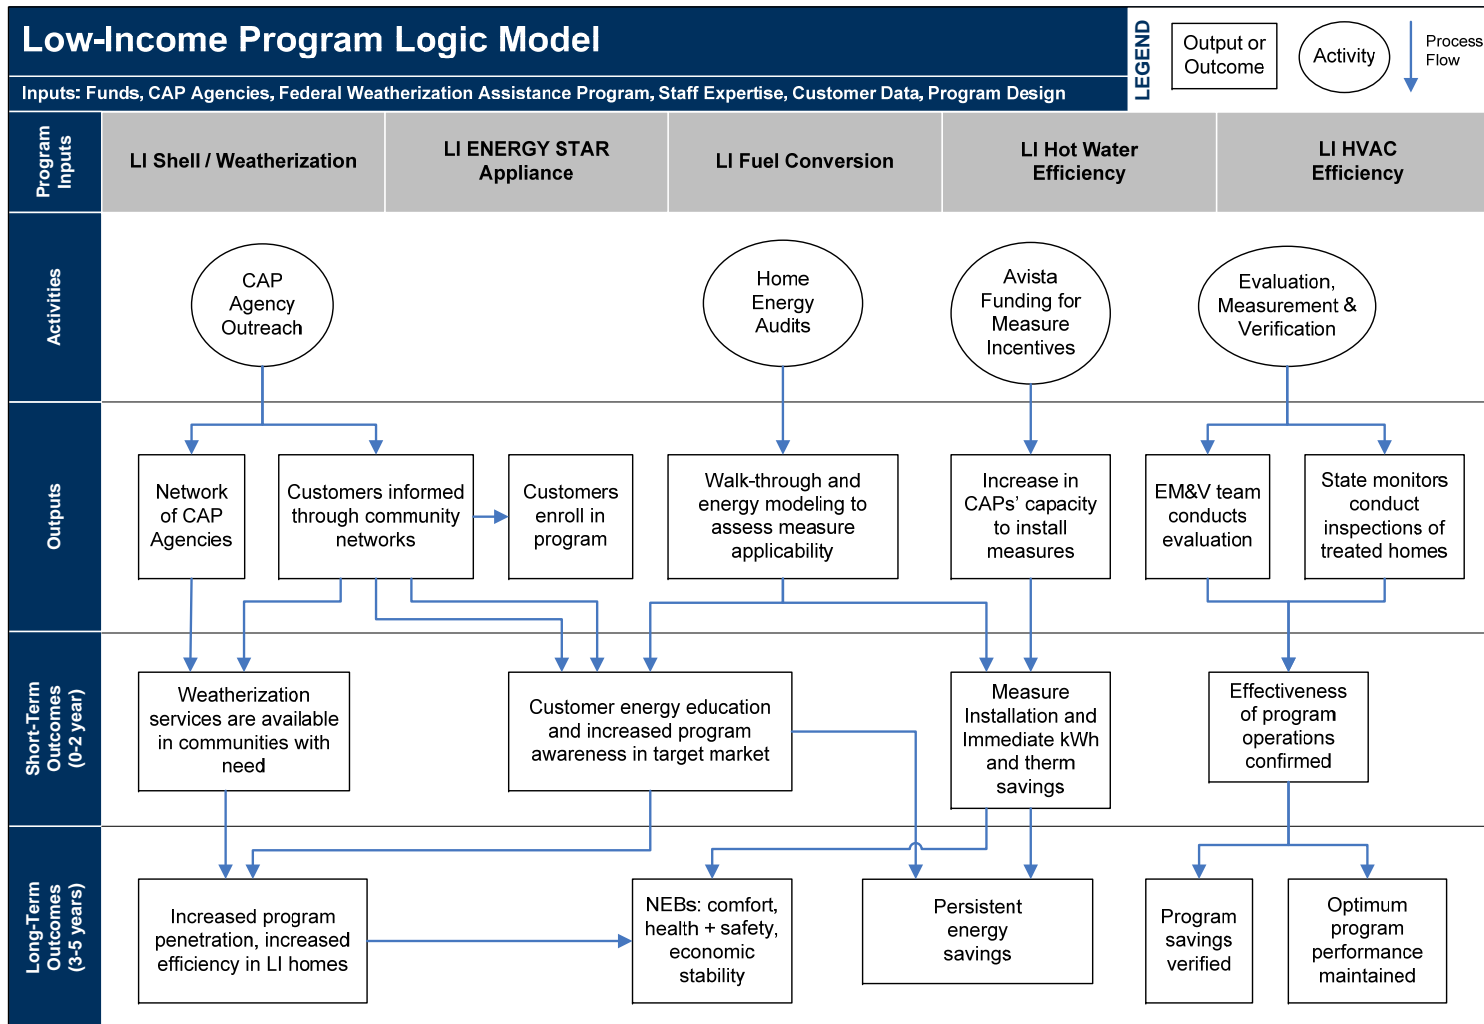 Low-Income Program Logic Model
Inputs: Funds, CAP Agencies, Federal Weatherization Assistance Program, Staff Expertise, Customer Data, Program Design
LEGEND
Output or
Outcome
Activity
Process
Flow
Program
Inputs
LI Shell / Weatherization
LI ENERGY STAR
Appliance
LI Fuel Conversion
LI Hot Water
Efficiency
LI HVAC
Efficiency
Activities
CAP
Agency
Outreach
Home
Energy
Audits
Avista
Funding for
Measure
Incentives
Evaluation,
Measurement &
Verification
Outputs
Network
of CAP
Agencies
Customers informed
through community
networks
Customers
enroll in
program
Walk-through and
energy modeling to
assess measure
applicability
Increase in
CAPs' capacity
to install
measures
EM&V team
conducts
evaluation
State monitors
conduct
inspections of
treated homes
Short-Term
Outcomes
(0-2 year)
Weatherization
services are available
in communities with
need
Customer energy education
and increased program
awareness in target market
Measure
Installation and
Immediate kWh
and therm
savings
Effectiveness
of program
operations
confirmed
Long-Term
Outcomes
(3-5 years)
Increased program
penetration, increased
efficiency in LI homes
NEBs: comfort,
health + safety,
economic
stability
Persistent
energy
savings
Program
savings
verified
Optimum
program
performance
maintained